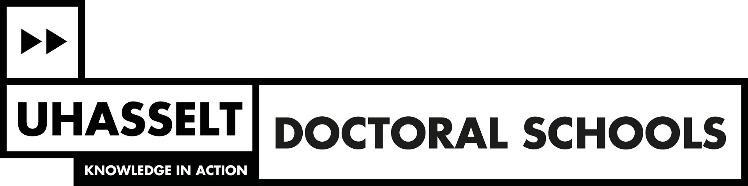 UHASSELT
KNOWLEDGE IN ACTION
DOCTORAL SCHOOLS